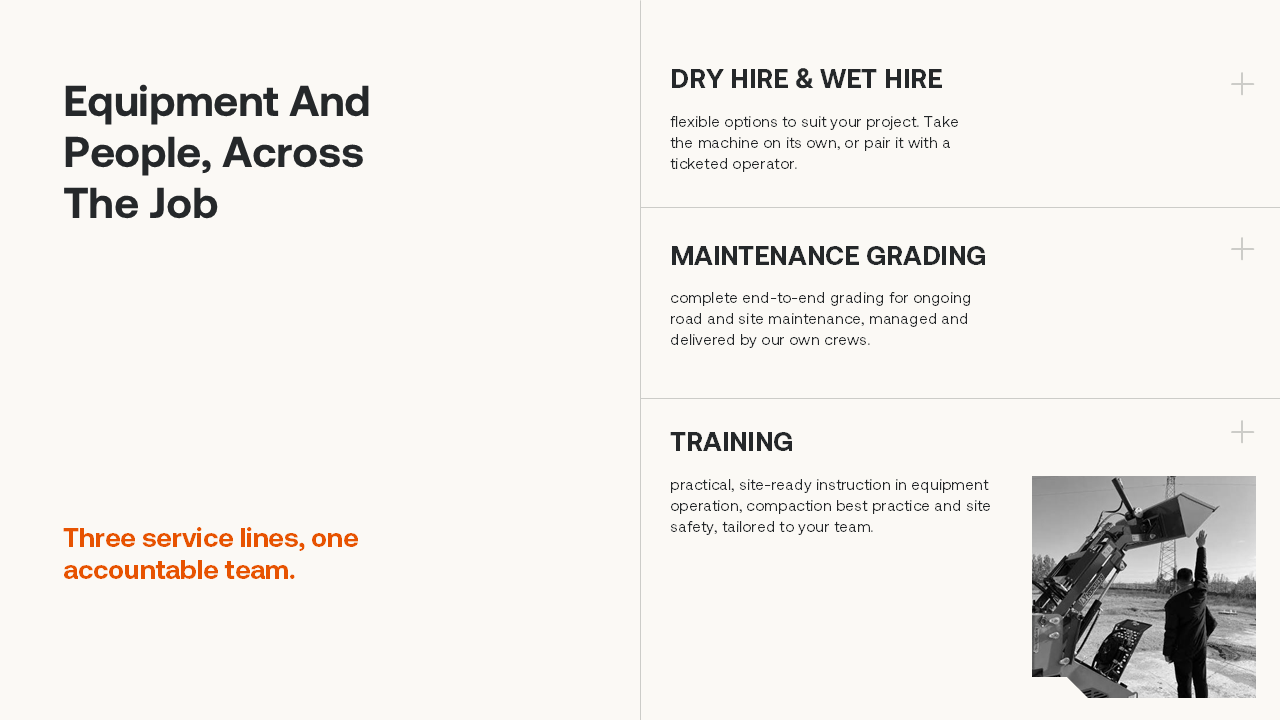 Equipment And
People, Across
The Job
Three service lines, one
accountable team.
DRY HIRE & WET HIRE
flexible options to suit your project. Take
the machine on its own, or pair it with a
ticketed operator.
MAINTENANCE GRADING
complete end-to-end grading for ongoing
road and site maintenance, managed and
delivered by our own crews.
TRAINING
practical, site-ready instruction in equipment
operation, compaction best practice and site
safety, tailored to your team.